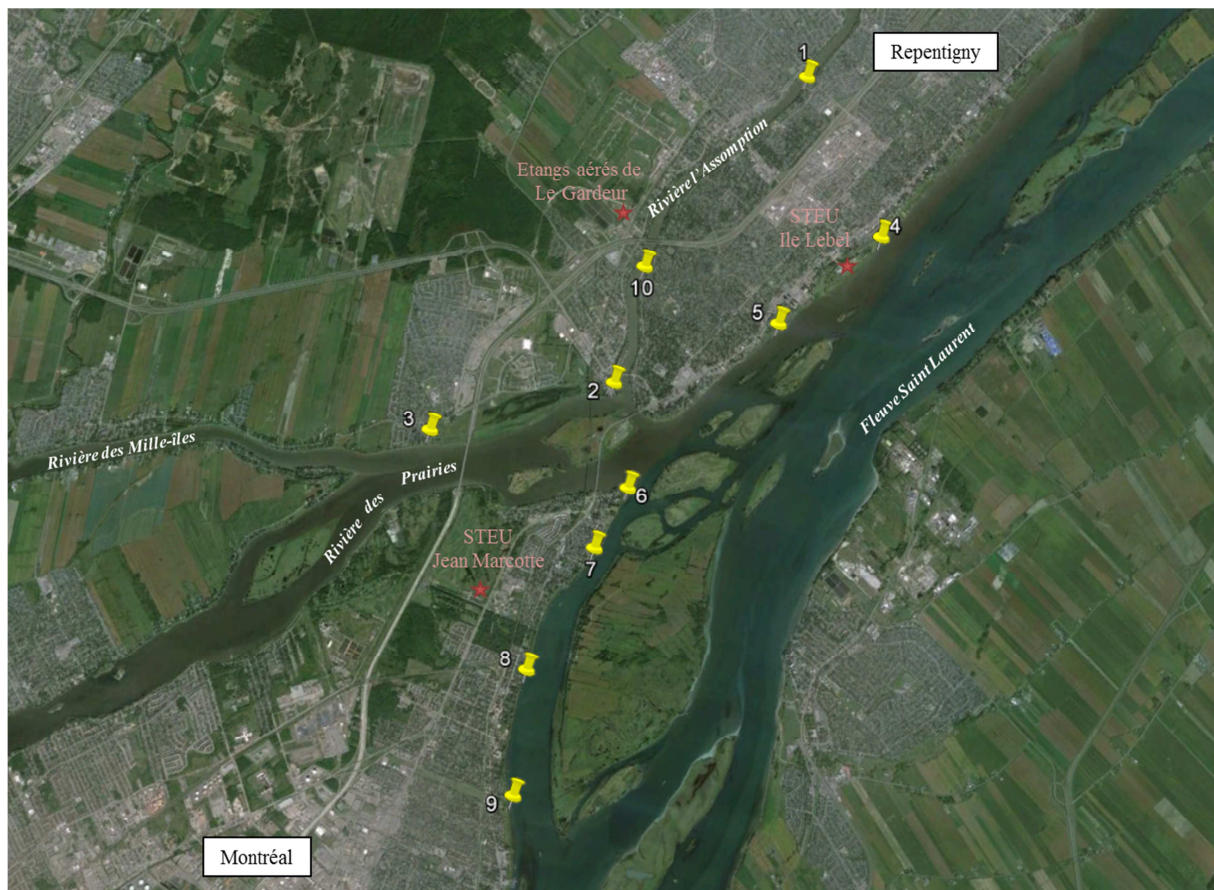 1
Repentigny
Rivière l'Assomption
Etangs aérés de
Le Gardeur
STEU
Ile Lebel
4
10
5
Fleuve Saint Laurent
2
3
Rivière des Mille-îles
Rivière des Prairies
6
STEU
Jean Marcotte
7
8
9
Montréal